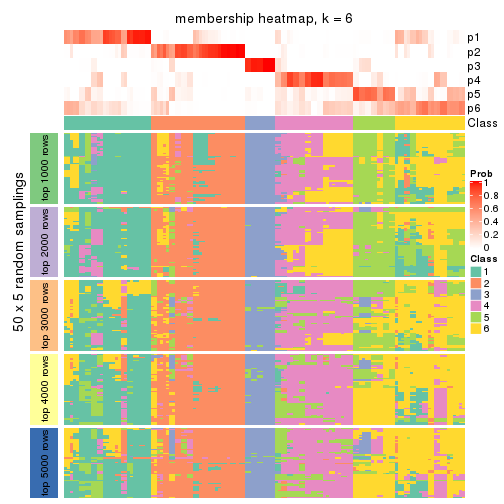 membership heatmap, k = 6
p1
p2
p3
p4
p5
p6
Class
50 x 5 random samplings
top 1000 rows
top 2000 rows
top 3000 rows
top 4000 rows
top 5000 rows
Prob
1
0.8
0.6
0.4
0.2
0
Class
1
2
3
4
5
6